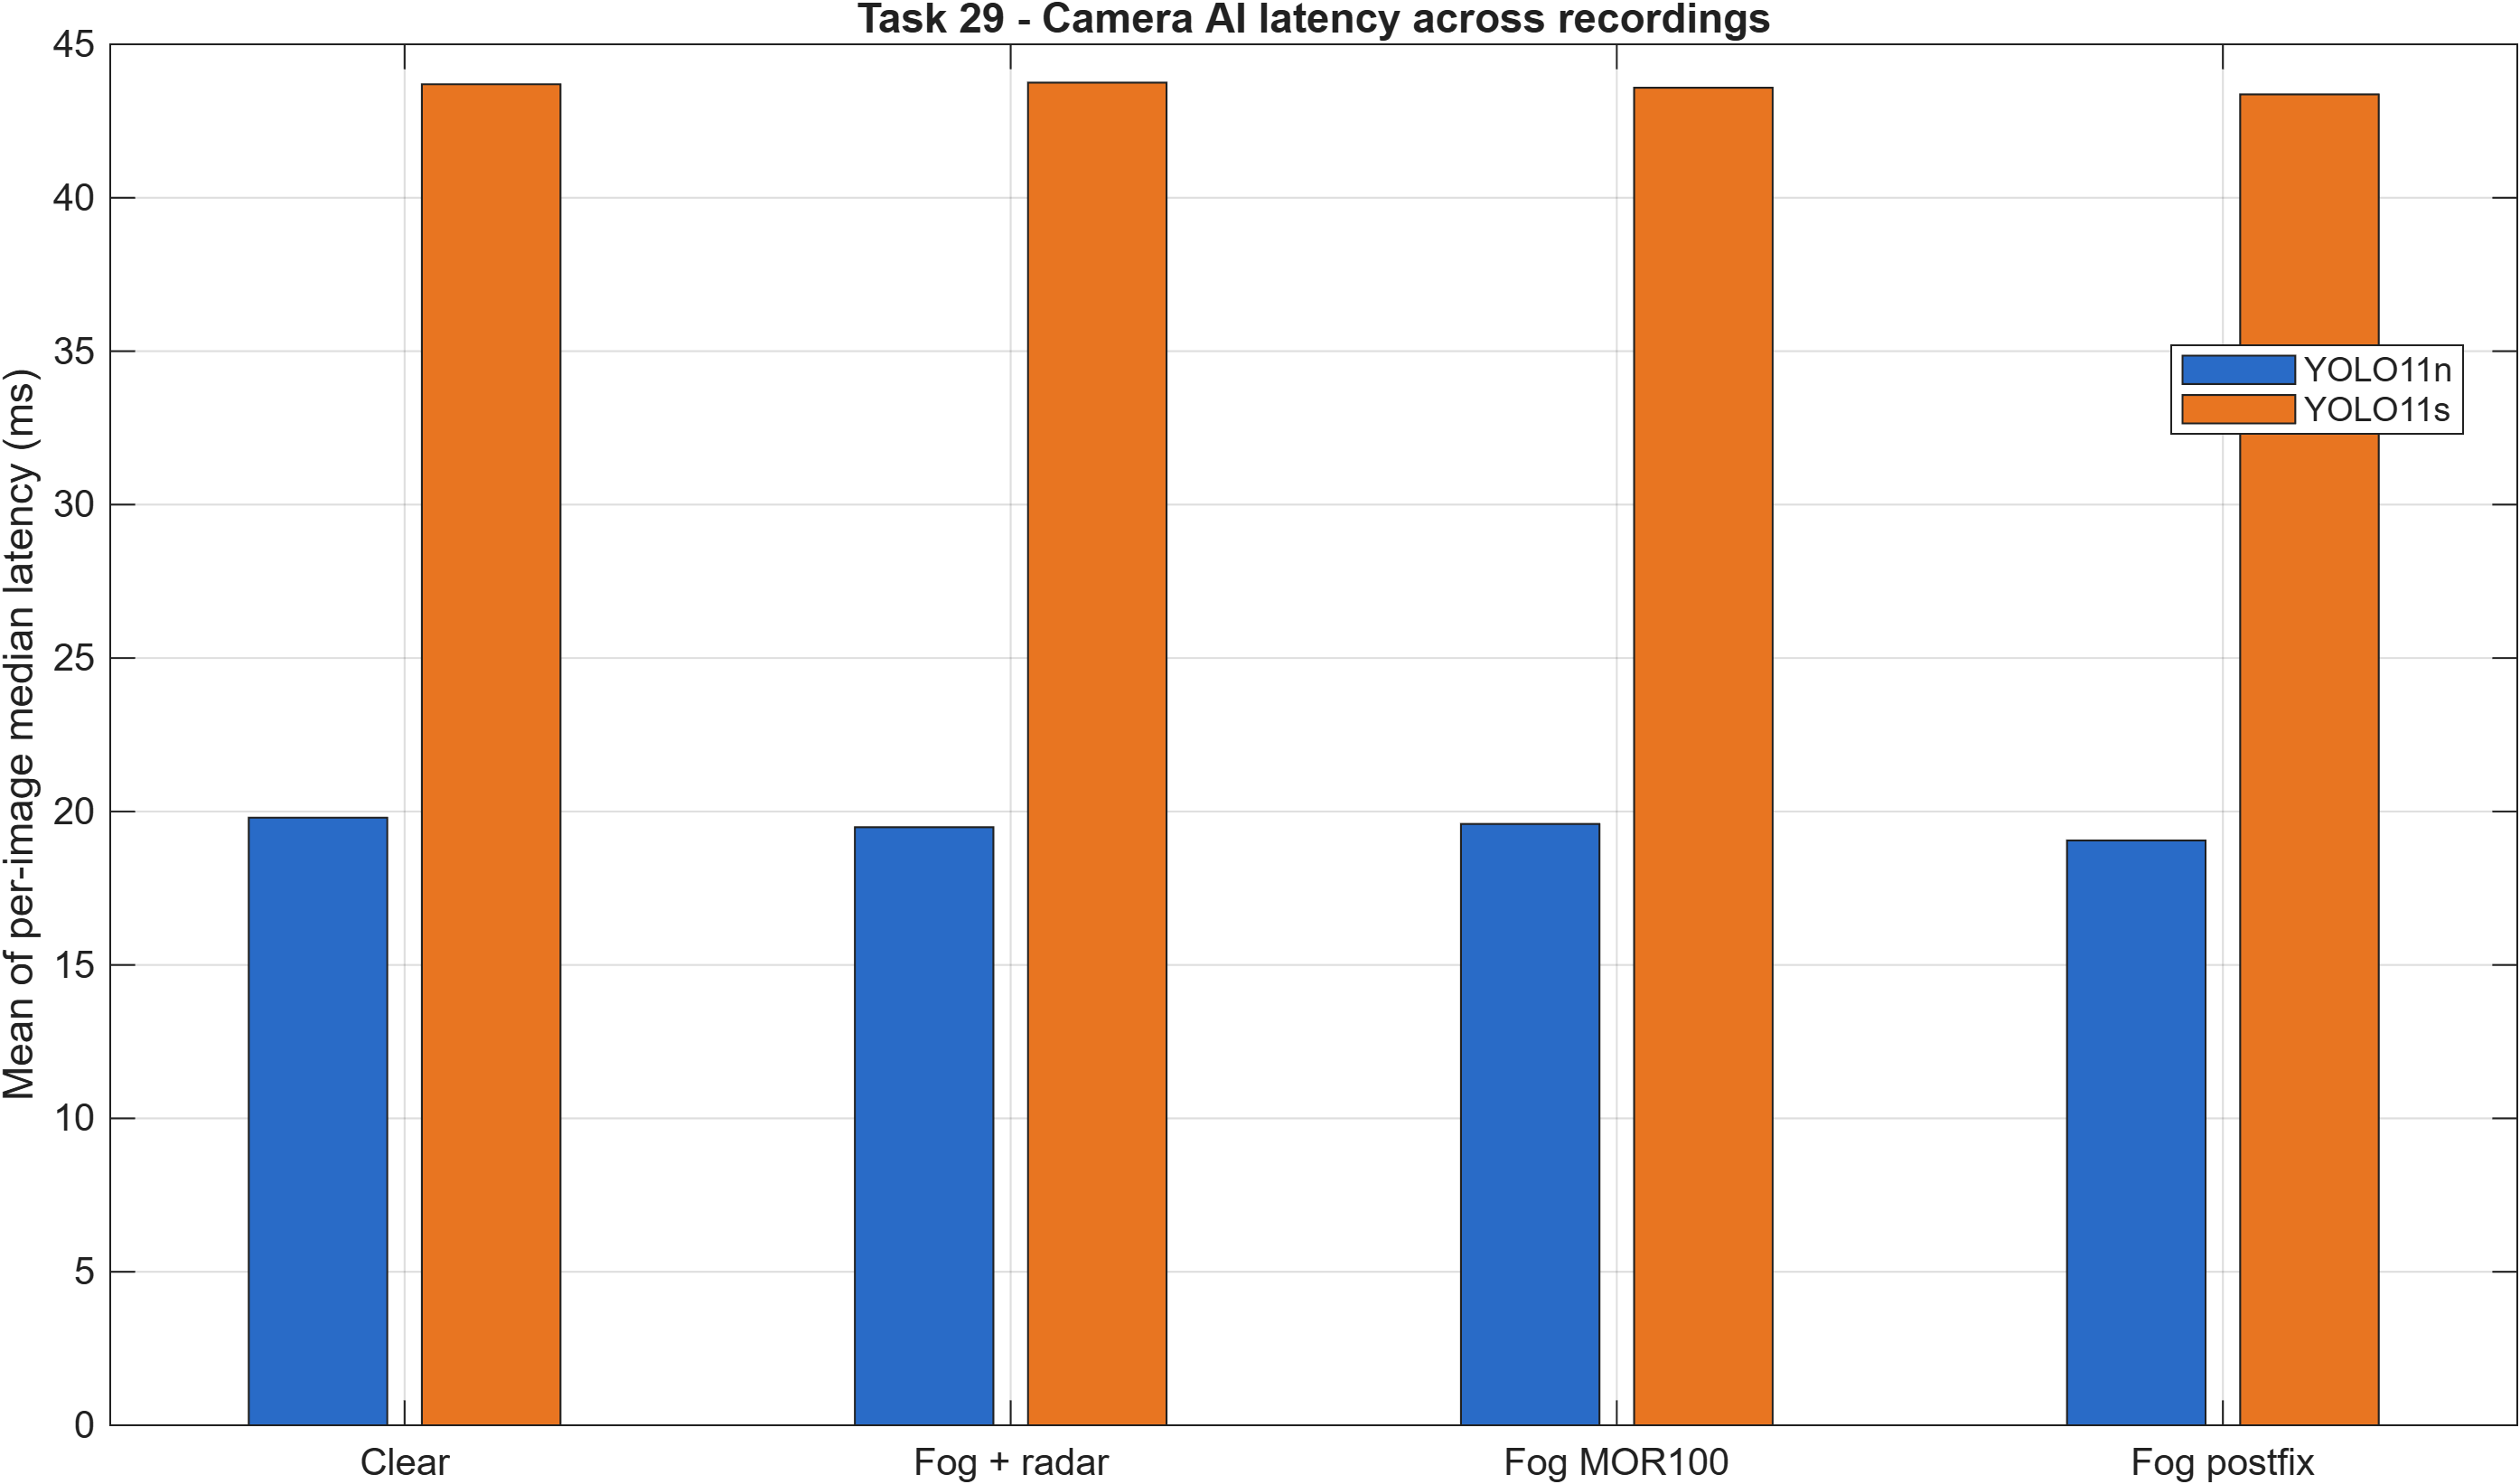 Task 29 - Camera AI latency across recordings
Mean of per-image median latency (ms)
45
40
35
30
25
20
15
10
5
0
YOLO11n
YOLO11s
Clear
Fog + radar
Fog MOR100
Fog postfix